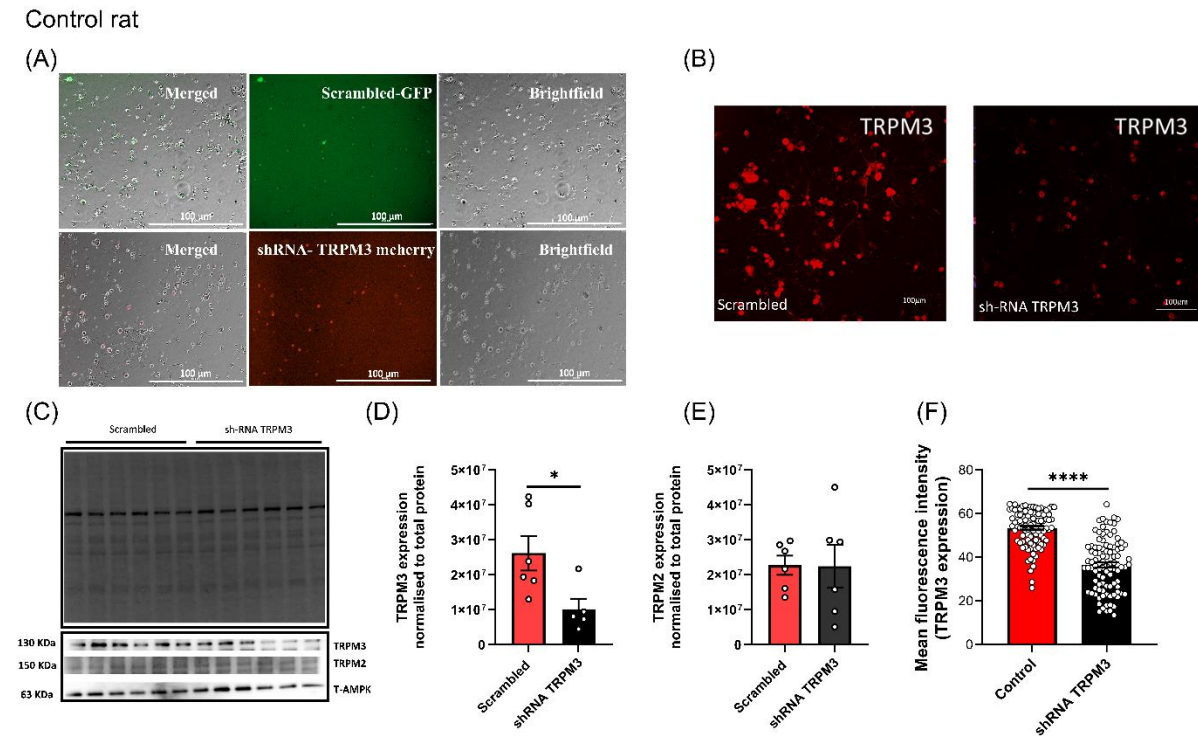 Control rat
(A)
Merged
Scrambled-GFP
Brightfield
100 µm
100 µm
100 µm
Merged
shRNA- TRPM3 mcherry
Brightfield
100 µm
100 µm
100 µm
(B)
TRPM3
Scrambled
100µm
TRPM3
sh-RNA TRPM3
100µm
(C)
Scrambled
sh-RNA TRPM3
130 KDa
TRPM3
150 KDa
TRPM2
63 KDa
T-AMPK
(D)
TRPM3 expression
normalised to total protein
5×10⁷
4×10⁷
3×10⁷
2×10⁷
1×10⁷
0
*
Scrambled
shRNA TRPM3
(E)
TRPM2 expression
normalised to total protein
5×10⁷
4×10⁷
3×10⁷
2×10⁷
1×10⁷
0
Scrambled
shRNA TRPM3
(F)
Mean fluorescence intensity
(TRPM3 expression)
80
60
40
20
0
****
Control
shRNA TRPM3